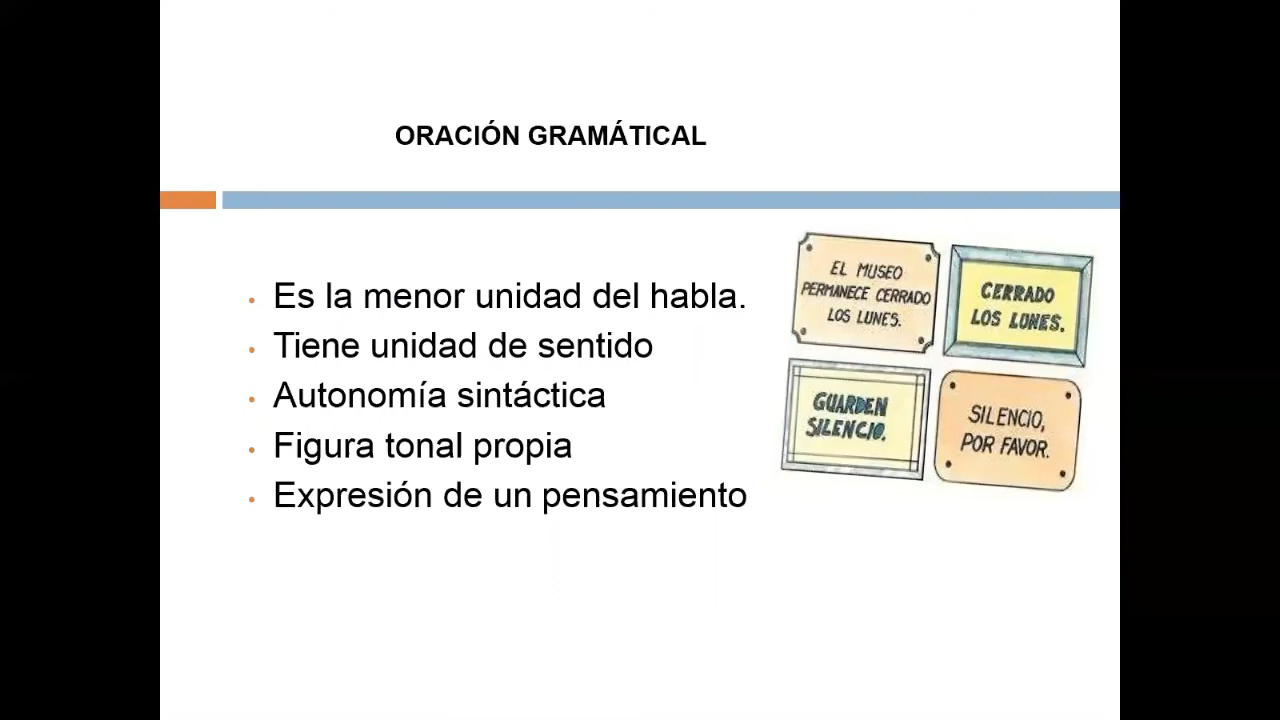 ORACIÓN GRAMÁTICAL
• Es la menor unidad del habla.
• Tiene unidad de sentido
• Autonomía sintáctica
• Figura tonal propia
• Expresión de un pensamiento
EL MUSEO
PERMANECE CERRADO
LOS LUNES.
CERRADO
LOS LUNES.
GUARDEN
SILENCIO.
SILENCIO,
POR FAVOR.